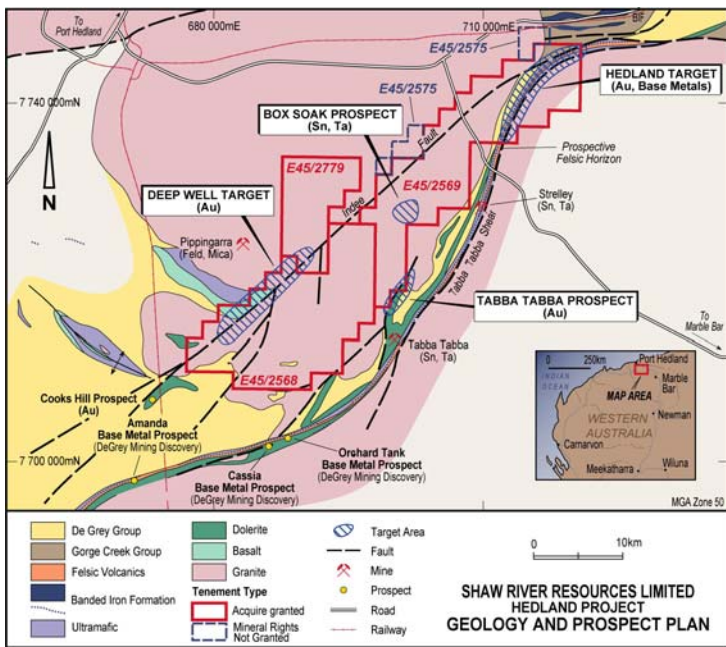 To
Port Hedland
680 000mE
710 000mE
BIF
E45/2575
7 740 000mN
E45/2575
HEDLAND TARGET
(Au, Base Metals)
BOX SOAK PROSPECT
(Sn, Ta)
Fault
Prospective
Felsic Horizon
N
E45/2779
E45/2569
DEEP WELL TARGET
(Au)
Indee
Strelley
(Sn, Ta)
Pippingarra
(Feld, Mica)
Tabba Tabba Shear
TABBA TABBA PROSPECT
(Au)
To
Marble Bar
Tabba Tabba
(Sn, Ta)
E45/2568
Cooks Hill Prospect
(Au)
Amanda
Base Metal Prospect
(DeGrey Mining Discovery)
Orchard Tank
Base Metal Prospect
(DeGrey Mining Discovery)
Cassia
Base Metal Prospect
(DeGrey Mining Discovery)
7 700 000mN
0 250km
Port Hedland
INDIAN
OCEAN
MAP AREA
Marble
Bar
Newman
WESTERN
AUSTRALIA
Carnarvon
Meekatharra
Wiluna
MGA Zone 50
De Grey Group
Gorge Creek Group
Felsic Volcanics
Banded Iron Formation
Ultramafic
Dolerite
Basalt
Granite
Tenement Type
Acquire granted
Mineral Rights
Not Granted
Target Area
Fault
Mine
Prospect
Road
Railway
0 10km
SHAW RIVER RESOURCES LIMITED
HEDLAND PROJECT
GEOLOGY AND PROSPECT PLAN